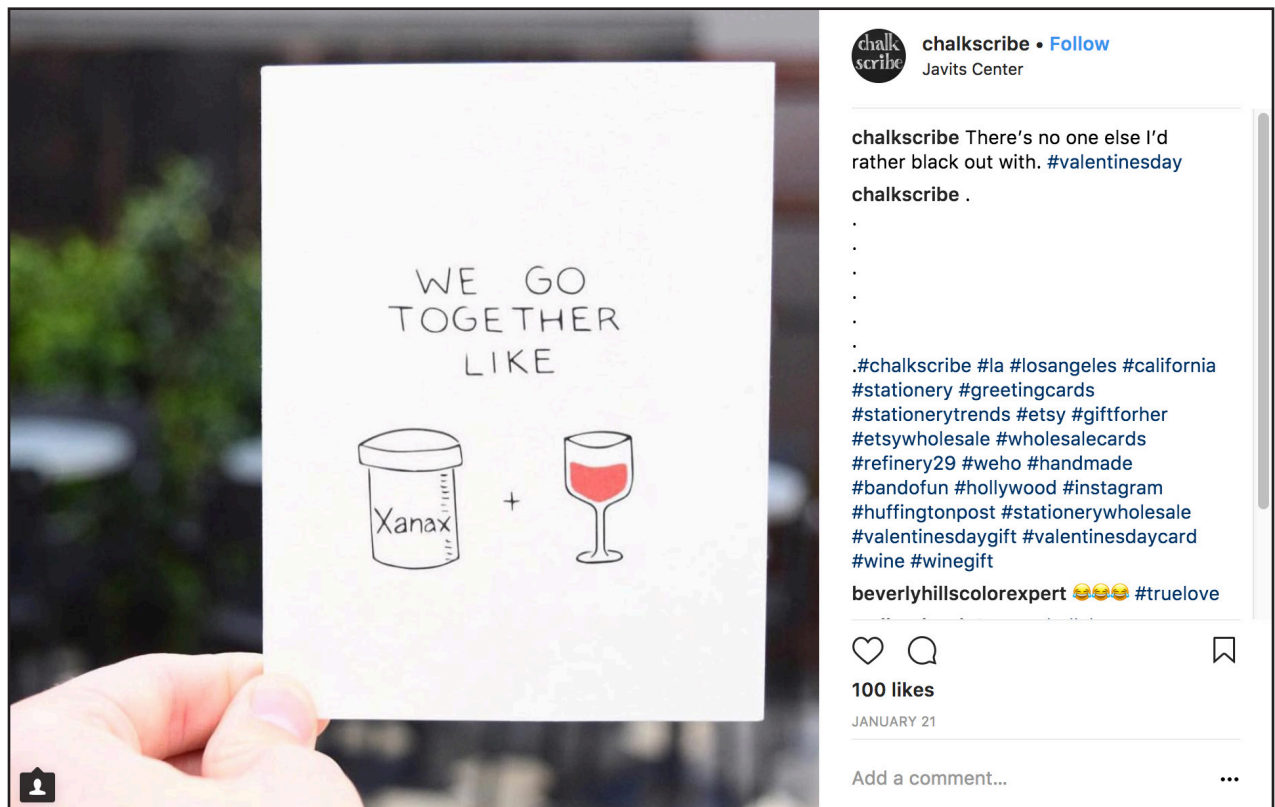 WE GO
TOGETHER
LIKE
Xanax
+
chalk
scribe
chalkscribe • Follow
Javits Center
chalkscribe There's no one else I'd
rather black out with. #valentinesday
chalkscribe .
.
.
.
.
.
.
.#chalkscribe #la #losangeles #california
#stationery #greetingcards
#stationerytrends #etsy #giftforher
#etsywholesale #wholesalecards
#refinery29 #weho #handmade
#bandofun #hollywood #instagram
#huffingtonpost #stationerywholesale
#valentinesdaygift #valentinesdaycard
#wine #winegift
beverlyhillscolorexpert 😂😂😂 #truelove
100 likes
JANUARY 21
Add a comment...